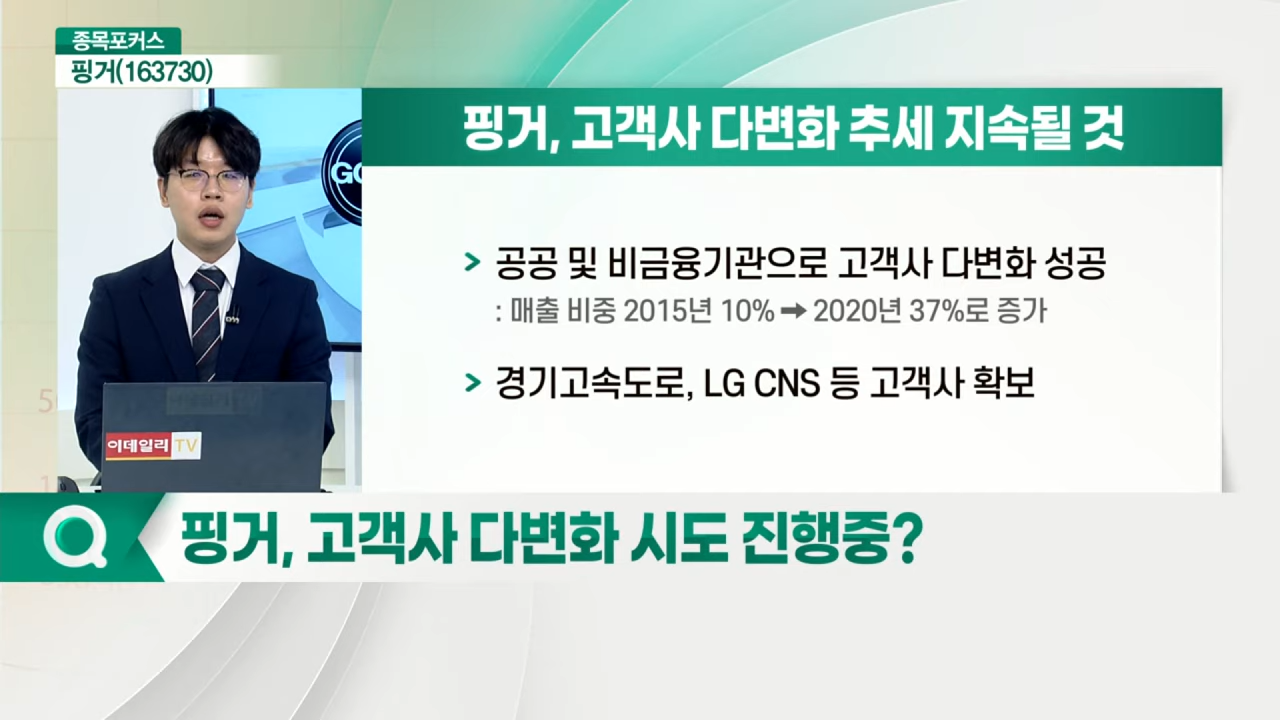 종목포커스
핑거(163730)
핑거, 고객사 다변화 추세 지속될 것
GO
> 공공 및 비금융기관으로 고객사 다변화 성공
: 매출 비중 2015년 10% ➡ 2020년 37%로 증가
> 경기고속도로, LG CNS 등 고객사 확보
이데일리 TV
핑거, 고객사 다변화 시도 진행중?